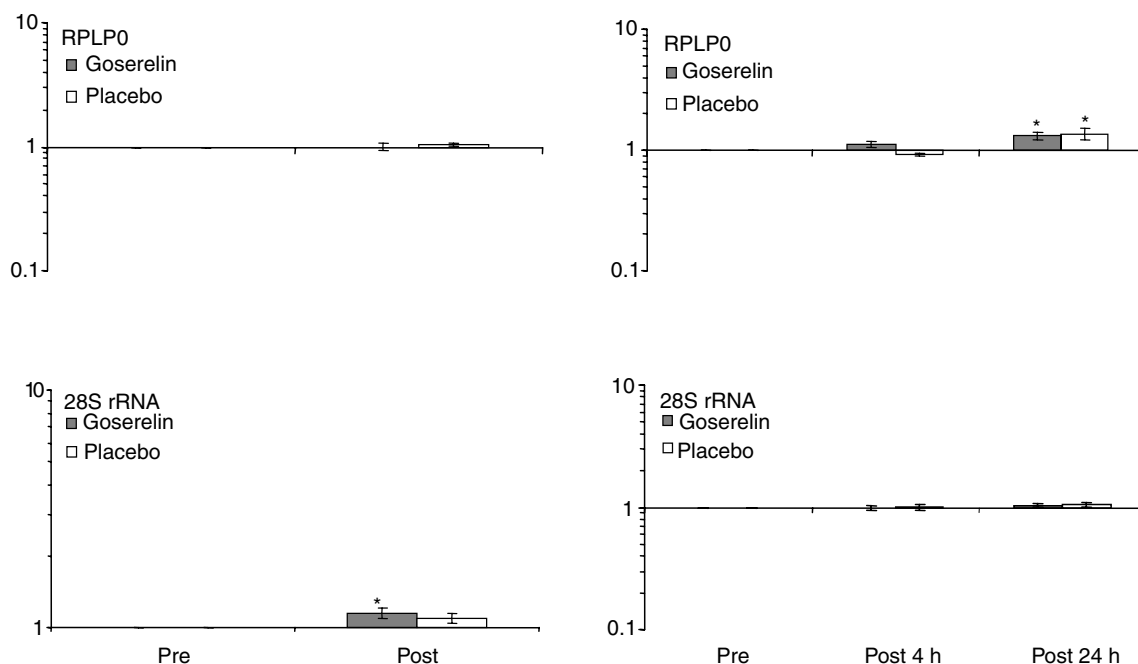 10
RPLP0
Goserelin
Placebo
1
0.1
10
RPLP0
Goserelin
Placebo
* *
1
0.1
10
28S rRNA
Goserelin
Placebo
*
1
Pre Post
10
28S rRNA
Goserelin
Placebo
1
0.1
Pre Post 4 h Post 24 h